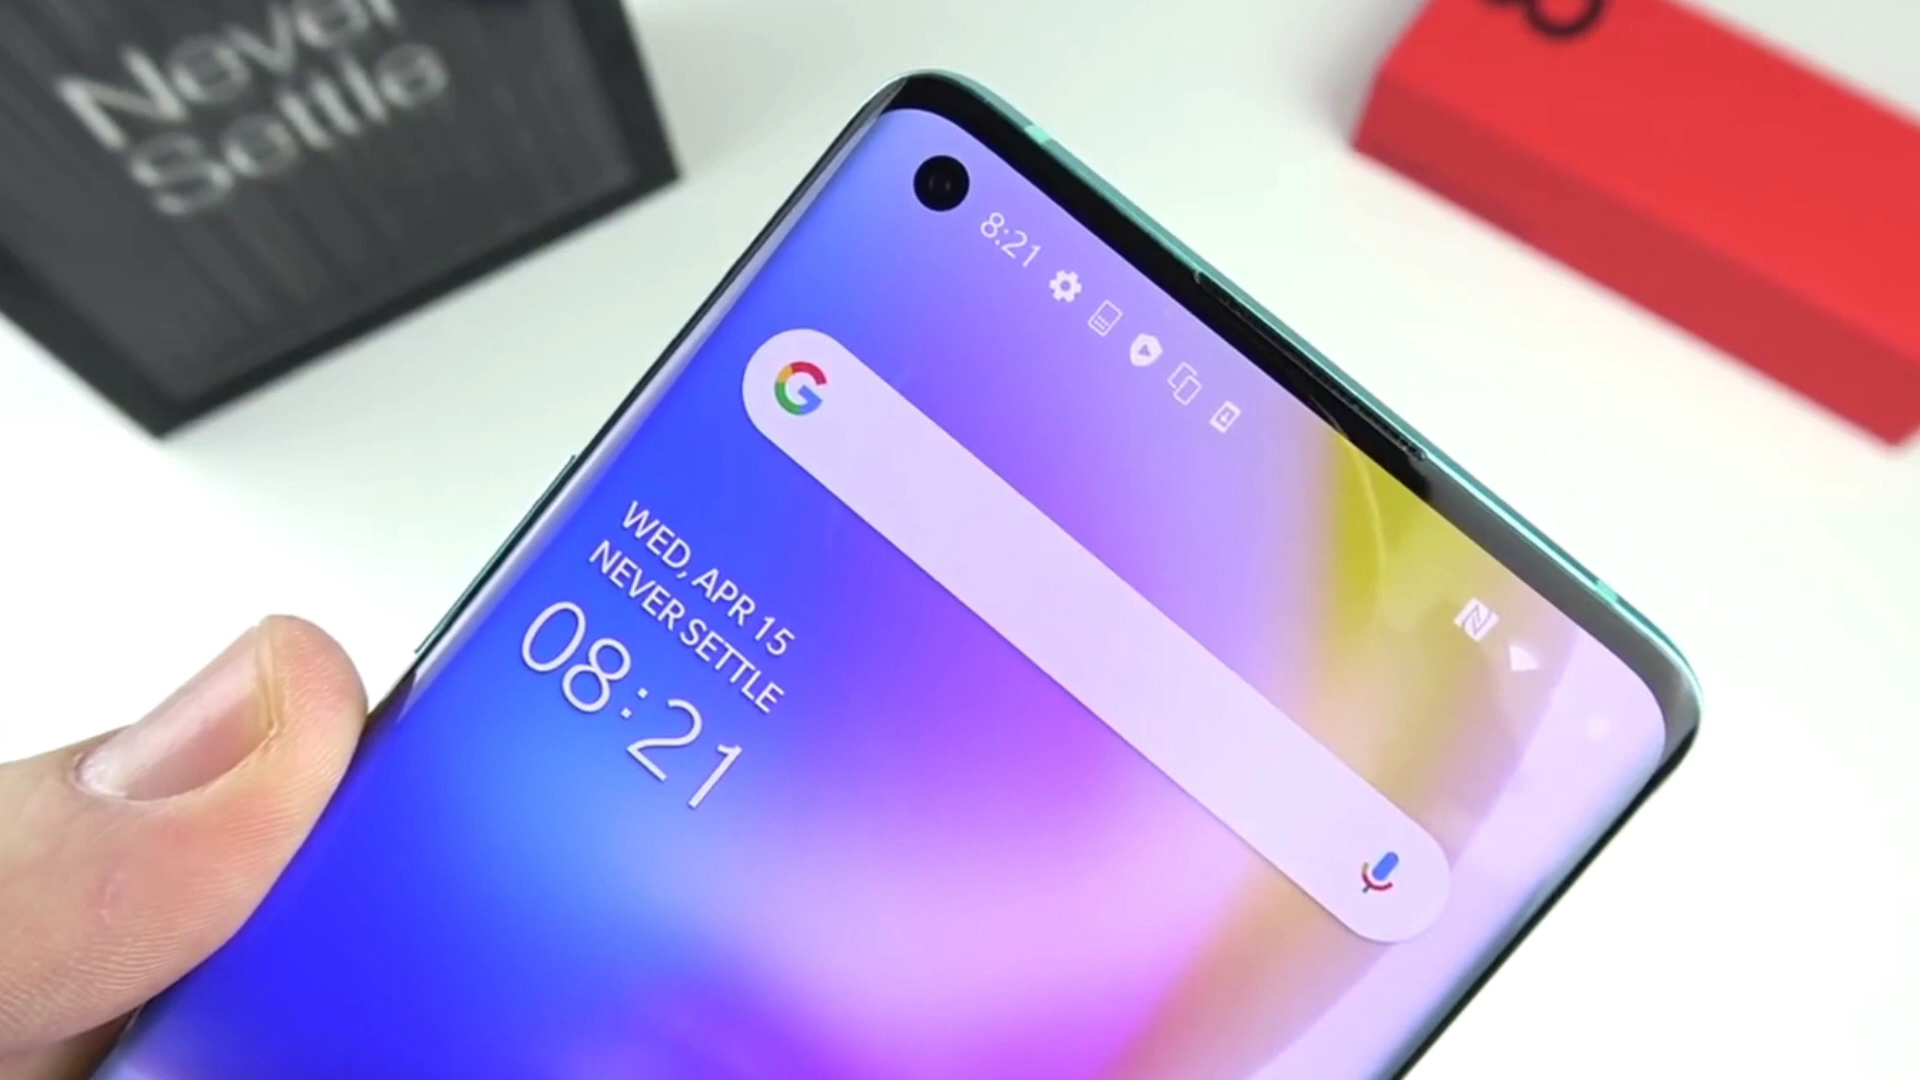 Never
Settle
8:21
G
WED, APR 15
NEVER SETTLE
08:21